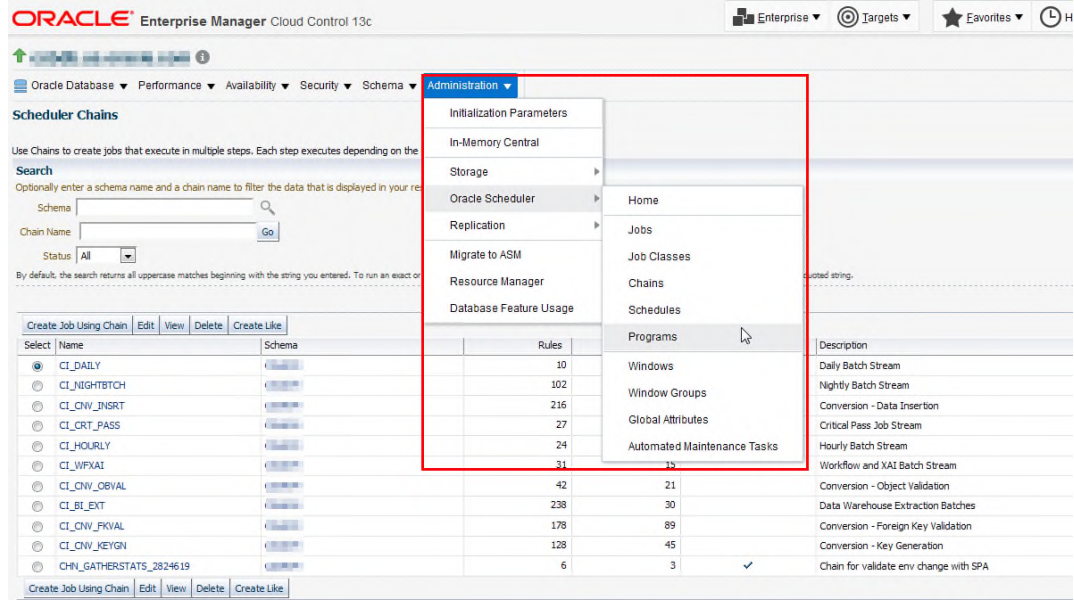 ORACLE® Enterprise Manager Cloud Control 13c
Enterprise ▼ Targets ▼ Favorites ▼ H
Oracle Database ▼ Performance ▼ Availability ▼ Security ▼ Schema ▼ Administration ▼
Scheduler Chains
Use Chains to create jobs that execute in multiple steps. Each step executes depending on the
Search
Optionally enter a schema name and a chain name to filter the data that is displayed in your
Schema
Chain Name Go
Status All
By default, the search returns all uppercase matches beginning with the string you entered. To run an exact or
quoted string.
Initialization Parameters
In-Memory Central
Storage
Oracle Scheduler
Replication
Migrate to ASM
Resource Manager
Database Feature Usage
Home
Jobs
Job Classes
Chains
Schedules
Programs
Windows
Window Groups
Global Attributes
Automated Maintenance Tasks
Create Job Using Chain Edit View Delete Create Like
Select Name Schema Rules Description
CI_DAILY 10 Daily Batch Stream
CI_NIGHTBTCH 102 Nightly Batch Stream
CI_CNV_INSRT 216 Conversion - Data Insertion
CI_CRT_PASS 27 Critical Pass Job Stream
CI_HOURLY 24 Hourly Batch Stream
CI_WFXAI 31 15 Workflow and XAI Batch Stream
CI_CNV_OBVAL 42 21 Conversion - Object Validation
CI_BI_EXT 238 30 Data Warehouse Extraction Batches
CI_CNV_FKVAL 178 89 Conversion - Foreign Key Validation
CI_CNV_KEYGN 128 45 Conversion - Key Generation
CHN_GATHERSTATS_2824619 6 3 ✓ Chain for validate env change with SPA
Create Job Using Chain Edit View Delete Create Like